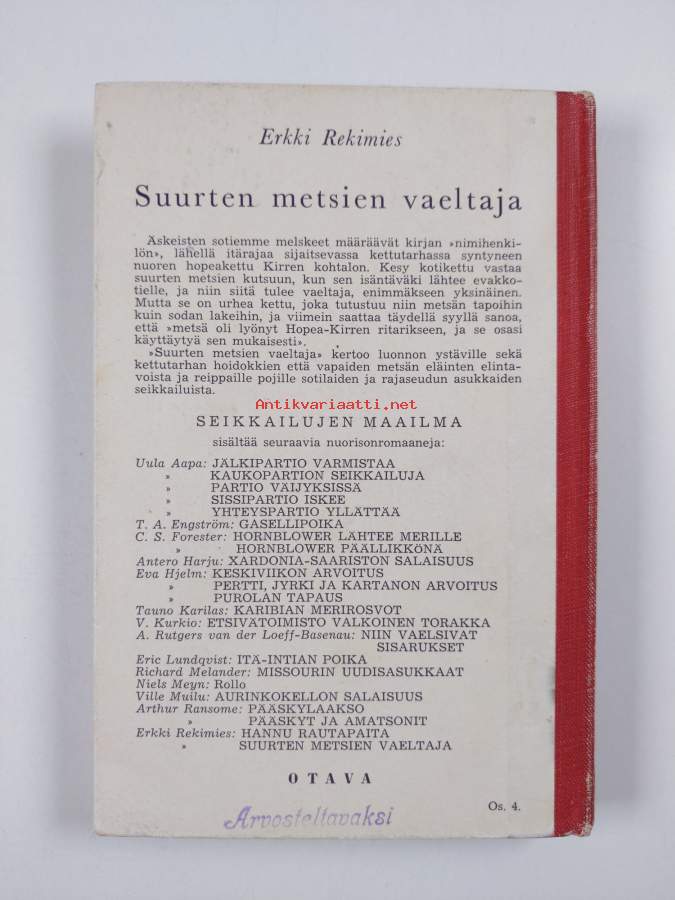 Erkki Rekimies
Suurten metsien vaeltaja
Äskeisten sotiemme melskeet määräävät kirjan »nimihenki-
lön», lähellä itärajaa sijaitsevassa kettutarhassa syntyneen
nuoren hopeakettu Kirren kohtalon. Kesy kotikettu vastaa
suurten metsien kutsuun, kun sen isäntäväki lähtee evakko-
tielle, ja niin siitä tulee vaeltaja, enimmäkseen yksinäinen.
Mutta se on urhea kettu, joka tutustuu niin metsän tapoihin
kuin sodan lakeihin, ja viimein saattaa täydellä syyllä sanoa,
että »metsä oli lyönyt Hopea-Kirren ritarikseen, ja se osasi
käyttäytyä sen mukaisesti».
»Suurten metsien vaeltaja» kertoo luonnon ystäville sekä
kettutarhan hoidokkien että vapaiden metsän eläinten elinta-
voista ja reippaille pojille sotilaiden ja rajaseudun asukkaiden
seikkailuista.
Antikvariaatti.net
SEIKKAILUJEN MAAILMA
sisältää seuraavia nuorisonromaaneja:
Uula Aapa: JÄLKIPARTIO VARMISTAA
» KAUKOPARTION SEIKKAILUJA
» PARTIO VÄIJYKSISSÄ
» SISSIPARTIO ISKEE
» YHTEYSPARTIO YLLÄTTÄÄ
T. A. Engström: GASELLIPOIKA
C. S. Forester: HORNBLOWER LÄHTEE MERILLE
» HORNBLOWER PÄÄLLIKKÖNÄ
Antero Harju: XARDONIA-SAARISTON SALAISUUS
Eva Hjelm: KESKIVIIKON ARVOITUS
» PERTTI, JYRKI JA KARTANON ARVOITUS
» PUROLAN TAPAUS
Tauno Karilas: KARIBIAN MERIROSVOT
V. Kurkio: ETSIVÄTOIMISTO VALKOINEN TORAKKA
A. Rutgers van der Loeff-Basenau: NIIN VAELSIVAT
SISARUKSET
Eric Lundqvist: ITÄ-INTIAN POIKA
Richard Melander: MISSOURIN UUDISASUKKAAT
Niels Meyn: Rollo
Ville Muilu: AURINKOKELLON SALAISUUS
Arthur Ransome: PÄÄSKYLAAKSO
» PÄÄSKYT JA AMATSONIT
Erkki Rekimies: HANNU RAUTAPAITA
» SUURTEN METSIEN VAELTAJA
OTAVA
Os. 4.
Arvosteltavaksi